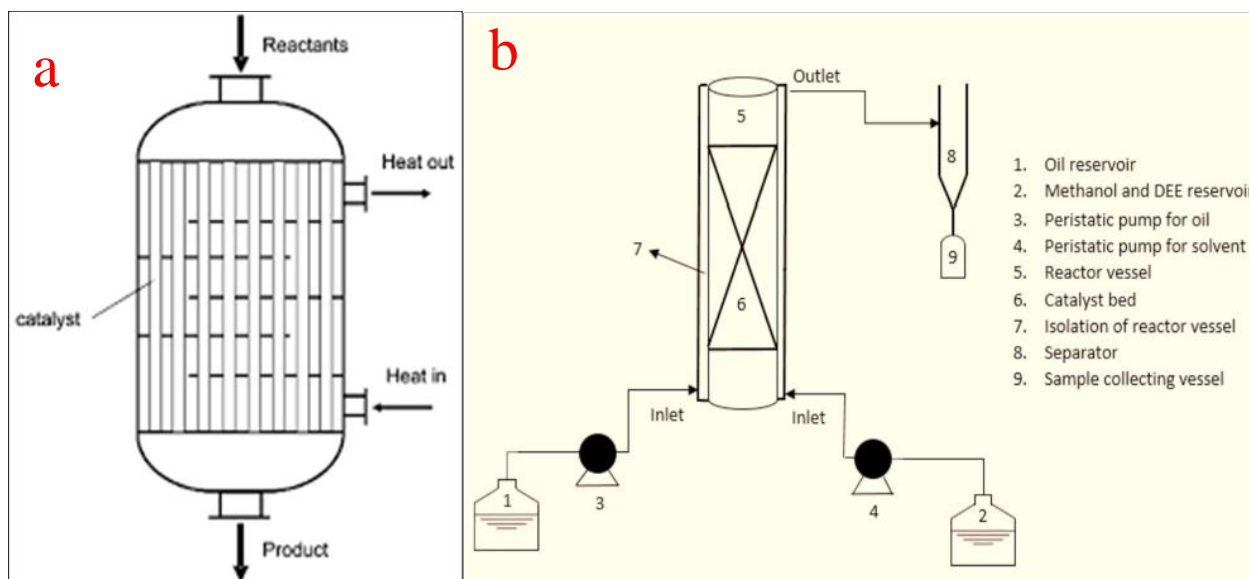 a
Reactants
Heat out
catalyst
Heat in
Product
b
Outlet
5
8
7
9
6
Inlet
Inlet
1
3
4
2
1. Oil reservoir
2. Methanol and DEE reservoir
3. Peristatic pump for oil
4. Peristatic pump for solvent
5. Reactor vessel
6. Catalyst bed
7. Isolation of reactor vessel
8. Separator
9. Sample collecting vessel